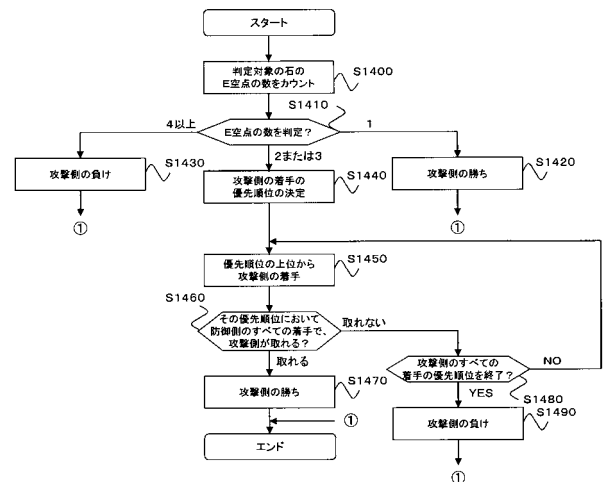 スタート
判定対象の石の
E空点の数をカウント
S1400
S1410
E空点の数を判定？
4以上
1
2または3
S1430
攻撃側の負け
①
S1440
攻撃側の着手の
優先順位の決定
S1420
攻撃側の勝ち
①
S1450
優先順位の上位から
攻撃側の着手
S1460
その優先順位において
防御側のすべての着手で、
攻撃側が取れる？
取れない
取れる
攻撃側のすべての
着手の優先順位を終了？
NO
YES
S1480
S1470
攻撃側の勝ち
①
S1490
攻撃側の負け
①
エンド